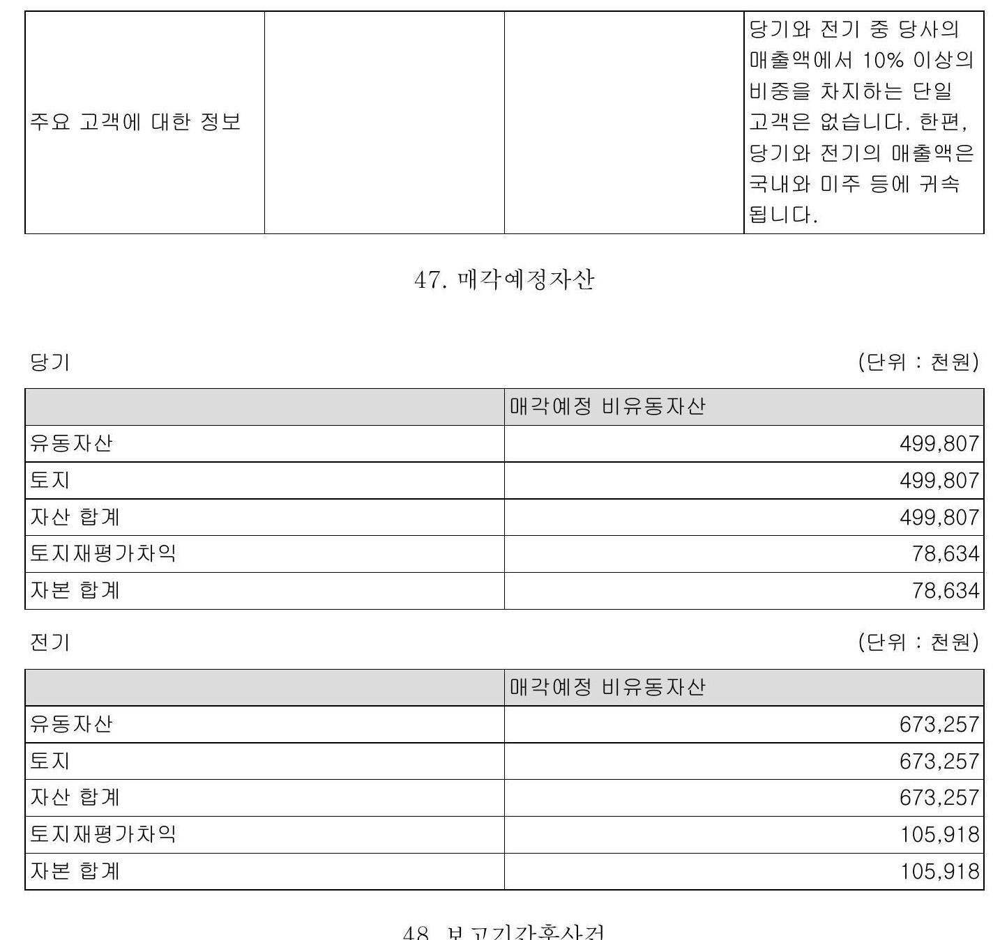 주요 고객에 대한 정보
당기와 전기 중 당사의
매출액에서 10% 이상의
비중을 차지하는 단일
고객은 없습니다. 한편,
당기와 전기의 매출액은
국내와 미주 등에 귀속
됩니다.
47. 매각예정자산
당기 (단위 : 천원)
매각예정 비유동자산
유동자산 499,807
토지 499,807
자산 합계 499,807
토지재평가차익 78,634
자본 합계 78,634
전기 (단위 : 천원)
매각예정 비유동자산
유동자산 673,257
토지 673,257
자산 합계 673,257
토지재평가차익 105,918
자본 합계 105,918
48. 보고기간후사건